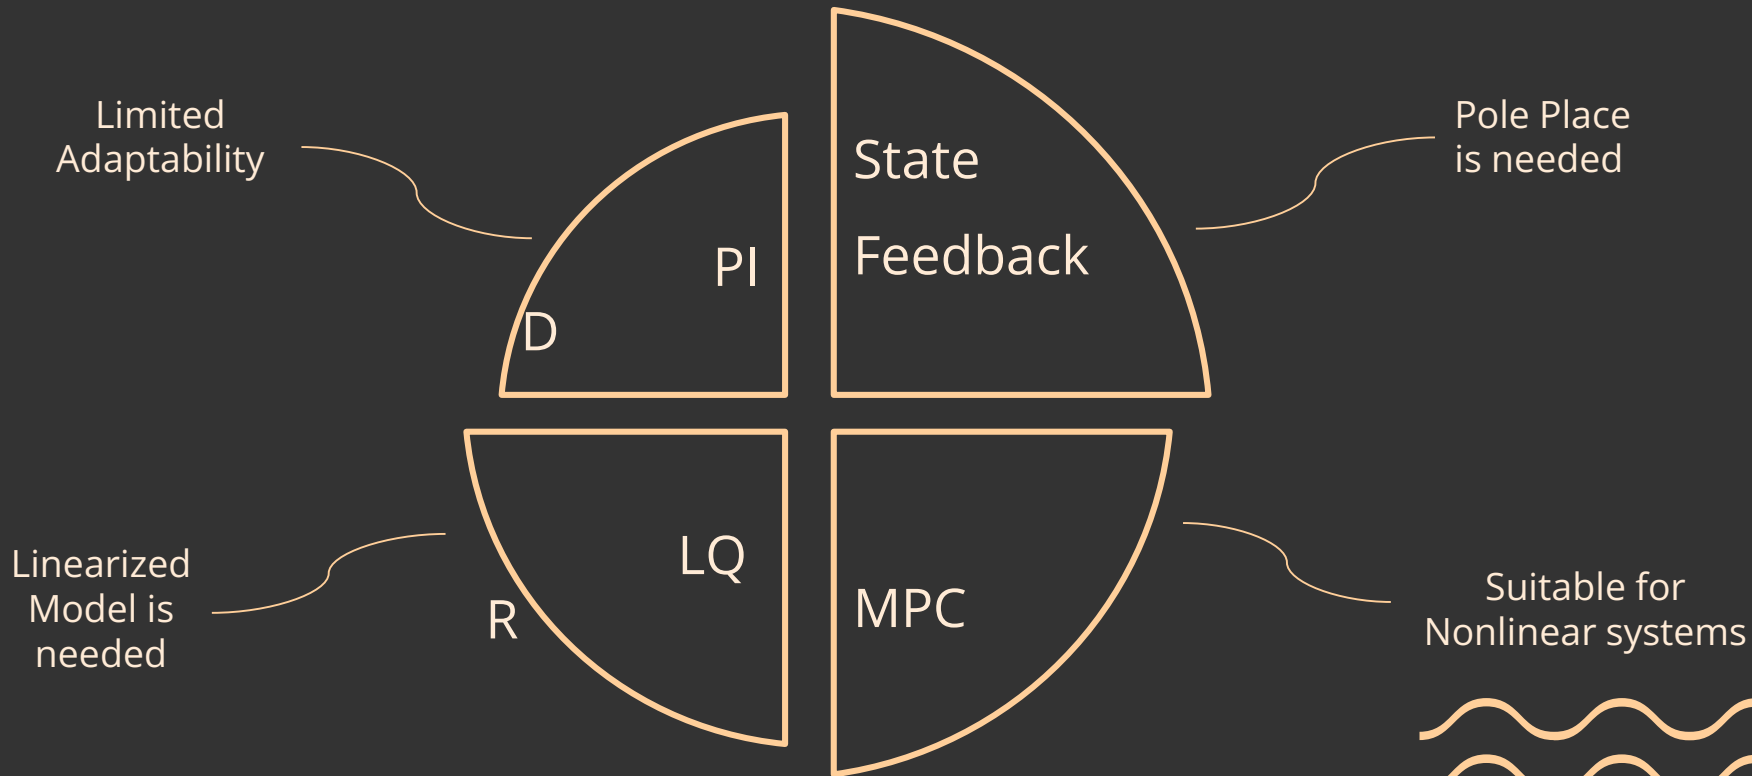 Limited
Adaptability
PI
D
State
Feedback
Pole Place
is needed
Linearized
Model is
needed
LQ
R
MPC
Suitable for
Nonlinear systems